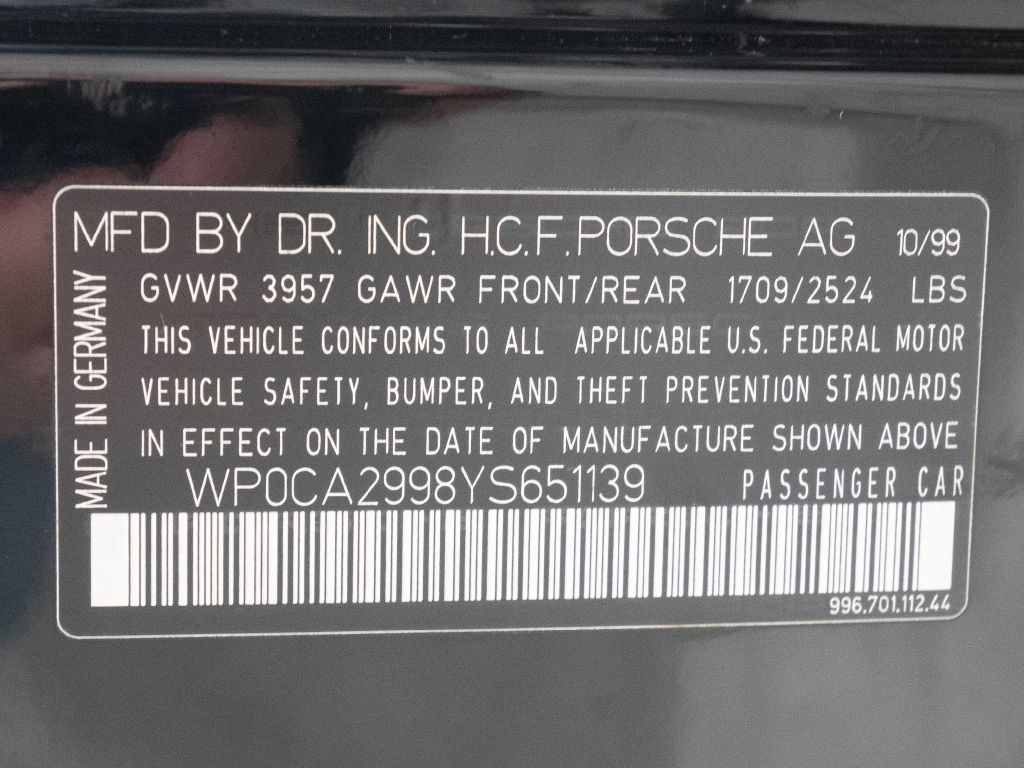 MFD BY DR. ING. H.C.F.PORSCHE AG 10/99
GVWR 3957 GAWR FRONT/REAR 1709/2524 LBS
THIS VEHICLE CONFORMS TO ALL APPLICABLE U.S. FEDERAL MOTOR
VEHICLE SAFETY, BUMPER, AND THEFT PREVENTION STANDARDS
IN EFFECT ON THE DATE OF MANUFACTURE SHOWN ABOVE
WP0CA2998YS651139 PASSENGER CAR
996.701.112.44
MADE IN GERMANY